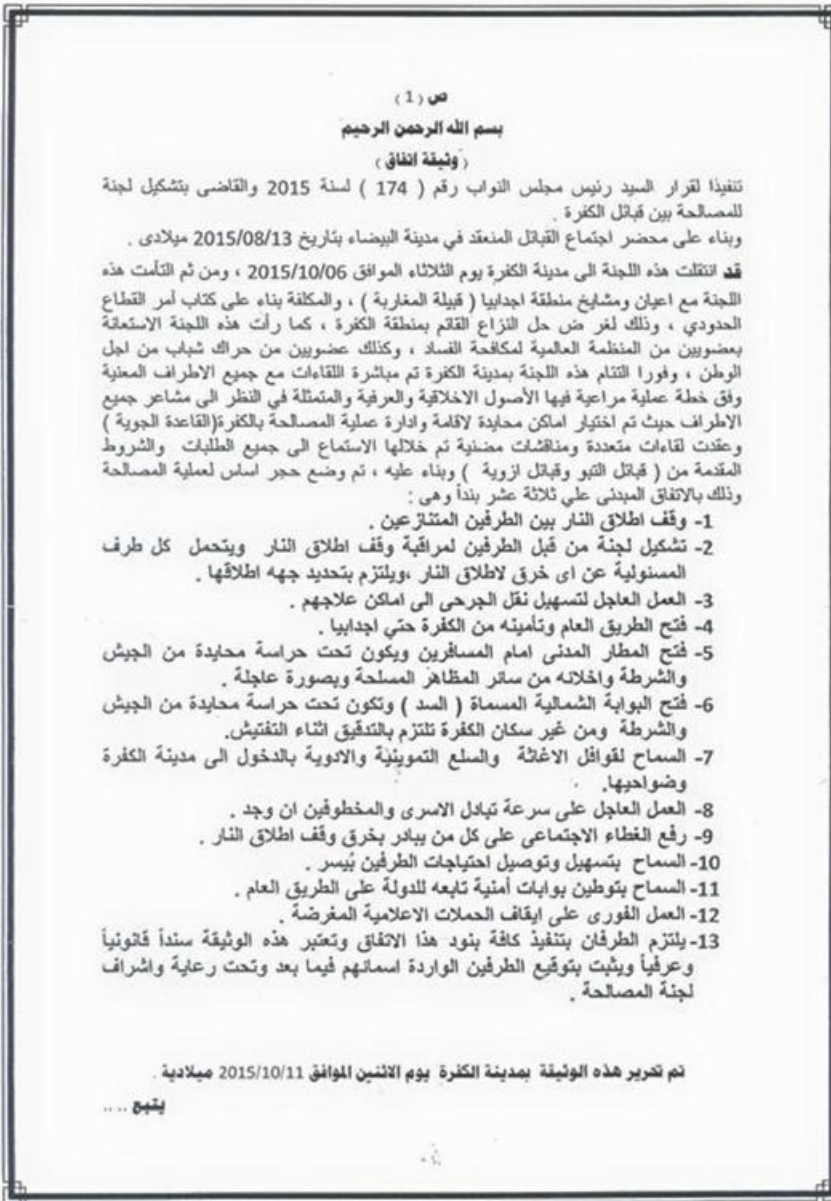 ص ( 1 )
بسم الله الرحمن الرحيم
( وثيقة اتفاق )
تنفيذا لقرار السيد رئيس مجلس النواب رقم ( 174 ) لسنة 2015 والقاضى بتشكيل لجنة
للمصالحة بين قبائل الكفرة .
وبناء على محضر اجتماع القبائل المنعقد في مدينة البيضاء بتاريخ 2015/08/13 ميلادى .
قد انتقلت هذه اللجنة الى مدينة الكفرة يوم الثلاثاء الموافق 2015/10/06 ، ومن ثم التأمت هذه
اللجنة مع اعيان ومشايخ منطقة اجدابيا ( قبيلة المغاربة ) ، والمكلفة بناء على كتاب أمر القطاع
الحدودي ، وذلك لغر ض حل النزاع القائم بمنطقة الكفرة ، كما رأت هذه اللجنة الاستعانة
بعضويين من المنظمة العالمية لمكافحة الفساد ، وكذلك عضويين من حراك شباب من اجل
الوطن ، وفورا التئام هذه اللجنة بمدينة الكفرة تم مباشرة اللقاءات مع جميع الاطراف المعنية
وفق خطة عملية مراعية فيها الأصول الاخلاقية والعرفية والمتمثلة في النظر الى مشاعر جميع
الاطراف حيث تم اختيار اماكن محايدة لاقامة وادارة عملية المصالحة بالكفرة(القاعدة الجوية )
وعقدت لقاءات متعددة ومناقشات مضنية تم خلالها الاستماع الى جميع الطلبات والشروط
المقدمة من ( قبائل التبو وقبائل ازوية ) وبناء عليه ، تم وضع حجر اساس لعملية المصالحة
وذلك بالاتفاق المبدئى علي ثلاثة عشر بنداً وهى :
1- وقف اطلاق النار بين الطرفين المتنازعين .
2- تشكيل لجنة من قبل الطرفين لمراقبة وقف اطلاق النار ويتحمل كل طرف
المسئولية عن اى خرق لاطلاق النار ،ويلتزم بتحديد جهه اطلاقها .
3- العمل العاجل لتسهيل نقل الجرحى الى اماكن علاجهم .
4- فتح الطريق العام وتأمينه من الكفرة حتي اجدابيا .
5- فتح المطار المدنى امام المسافرين ويكون تحت حراسة محايدة من الجيش
والشرطة واخلائه من سائر المظاهر المسلحة وبصورة عاجلة .
6- فتح البوابة الشمالية المسماة ( السد ) وتكون تحت حراسة محايدة من الجيش
والشرطة ومن غير سكان الكفرة تلتزم بالتدقيق اثناء التفتيش.
7- السماح لقوافل الاغاثة والسلع التموينية والادوية بالدخول الى مدينة الكفرة
وضواحيها.
8- العمل العاجل على سرعة تبادل الاسرى والمخطوفين ان وجد .
9- رفع الغطاء الاجتماعى على كل من يبادر بخرق وقف اطلاق النار .
10- السماح بتسهيل وتوصيل احتياجات الطرفين بُيسر .
11- السماح بتوطين بوابات أمنية تابعه للدولة على الطريق العام .
12- العمل الفورى على ايقاف الحملات الاعلامية المغرضة .
13- يلتزم الطرفان بتنفيذ كافة بنود هذا الاتفاق وتعتبر هذه الوثيقة سنداً قانونياً
وعرفياً ويثبت بتوقيع الطرفين الواردة اسمائهم فيما بعد وتحت رعاية واشراف
لجنة المصالحة .
تم تحرير هذه الوثيقة بمدينة الكفرة يوم الاثنين الموافق 2015/10/11 ميلادية .
يتبع .. ..